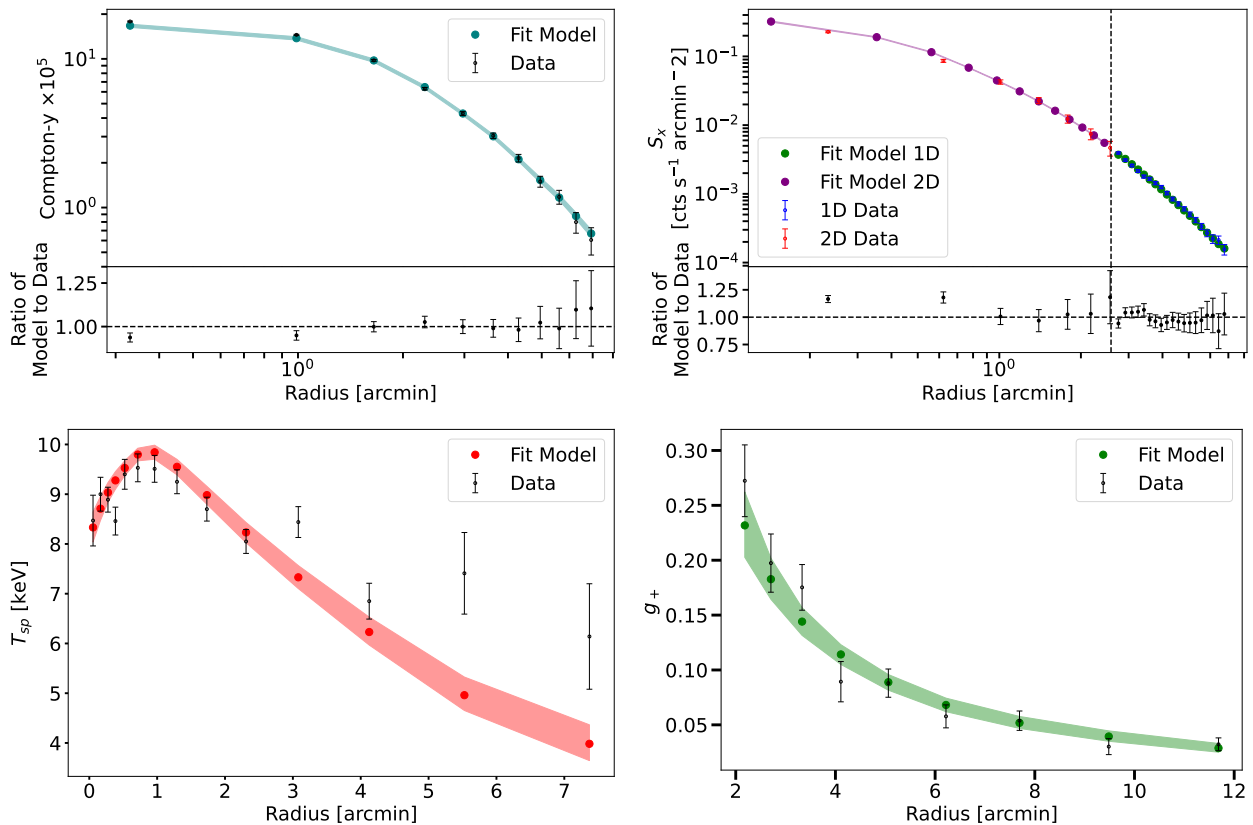 Compton-y ×10⁵
10¹
10⁰
Fit Model
Data
Ratio of
Model to Data
1.25
1.00
10⁰
Radius [arcmin]
Sₓ
[cts s⁻¹ arcmin−2]
10⁻¹
10⁻²
10⁻³
10⁻⁴
Fit Model 1D
Fit Model 2D
1D Data
2D Data
Ratio of
Model to Data
1.25
1.00
0.75
10⁰
Radius [arcmin]
T_sp [keV]
10
9
8
7
6
5
4
Fit Model
Data
0 1 2 3 4 5 6 7
Radius [arcmin]
g₊
0.30
0.25
0.20
0.15
0.10
0.05
Fit Model
Data
2 4 6 8 10 12
Radius [arcmin]